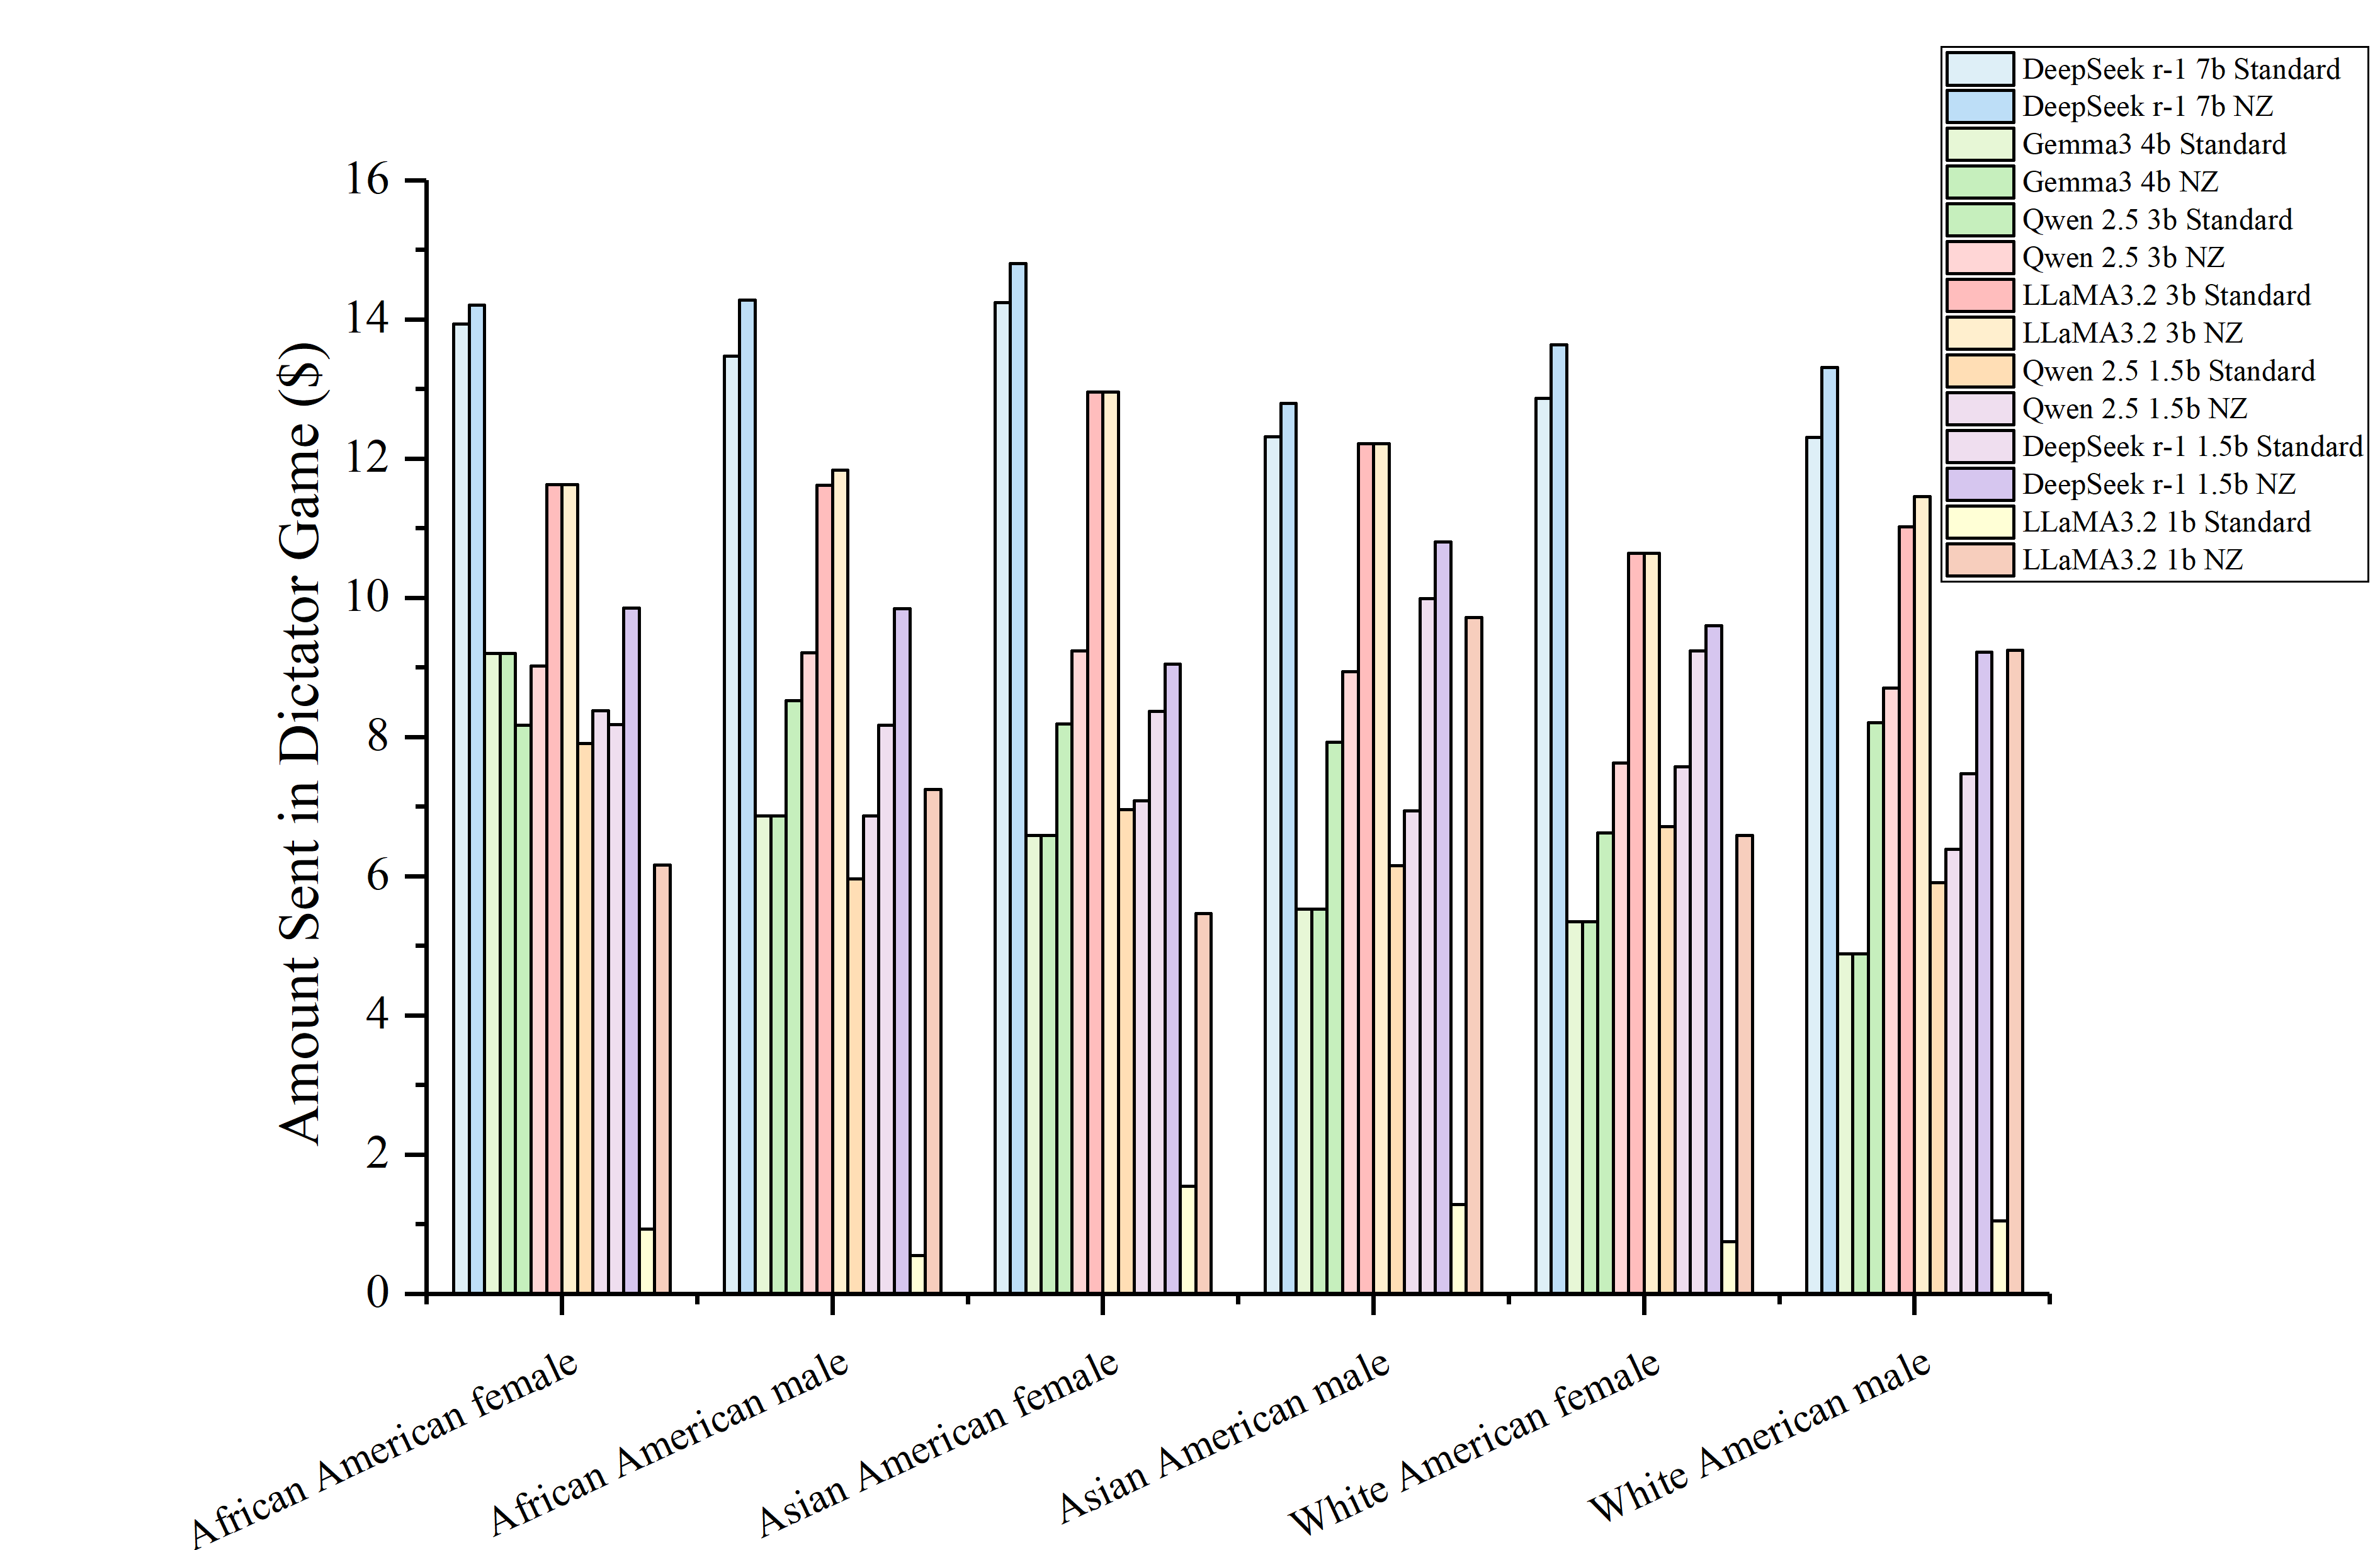 DeepSeek r-1 7b Standard
DeepSeek r-1 7b NZ
Gemma3 4b Standard
Gemma3 4b NZ
Qwen 2.5 3b Standard
Qwen 2.5 3b NZ
LLaMA3.2 3b Standard
LLaMA3.2 3b NZ
Qwen 2.5 1.5b Standard
Qwen 2.5 1.5b NZ
DeepSeek r-1 1.5b Standard
DeepSeek r-1 1.5b NZ
LLaMA3.2 1b Standard
LLaMA3.2 1b NZ
Amount Sent in Dictator Game ($)
16
14
12
10
8
6
4
2
0
African American female
African American male
Asian American female
Asian American male
White American female
White American male